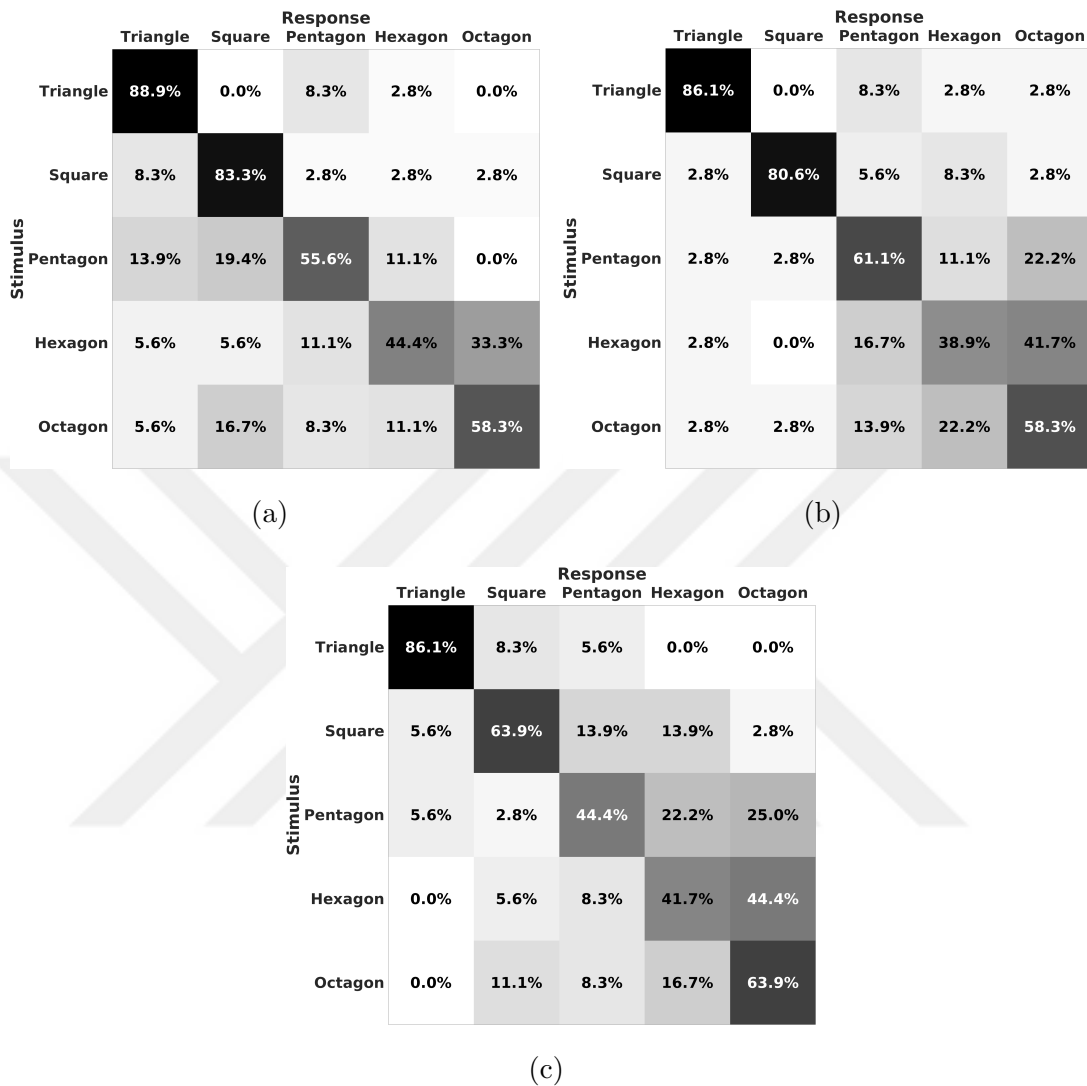 Response
Triangle Square Pentagon Hexagon Octagon
Stimulus
Triangle 88.9% 0.0% 8.3% 2.8% 0.0%
Square 8.3% 83.3% 2.8% 2.8% 2.8%
Pentagon 13.9% 19.4% 55.6% 11.1% 0.0%
Hexagon 5.6% 5.6% 11.1% 44.4% 33.3%
Octagon 5.6% 16.7% 8.3% 11.1% 58.3%
(a)
Response
Triangle Square Pentagon Hexagon Octagon
Stimulus
Triangle 86.1% 0.0% 8.3% 2.8% 2.8%
Square 2.8% 80.6% 5.6% 8.3% 2.8%
Pentagon 2.8% 2.8% 61.1% 11.1% 22.2%
Hexagon 2.8% 0.0% 16.7% 38.9% 41.7%
Octagon 2.8% 2.8% 13.9% 22.2% 58.3%
(b)
Response
Triangle Square Pentagon Hexagon Octagon
Stimulus
Triangle 86.1% 8.3% 5.6% 0.0% 0.0%
Square 5.6% 63.9% 13.9% 13.9% 2.8%
Pentagon 5.6% 2.8% 44.4% 22.2% 25.0%
Hexagon 0.0% 5.6% 8.3% 41.7% 44.4%
Octagon 0.0% 11.1% 8.3% 16.7% 63.9%
(c)